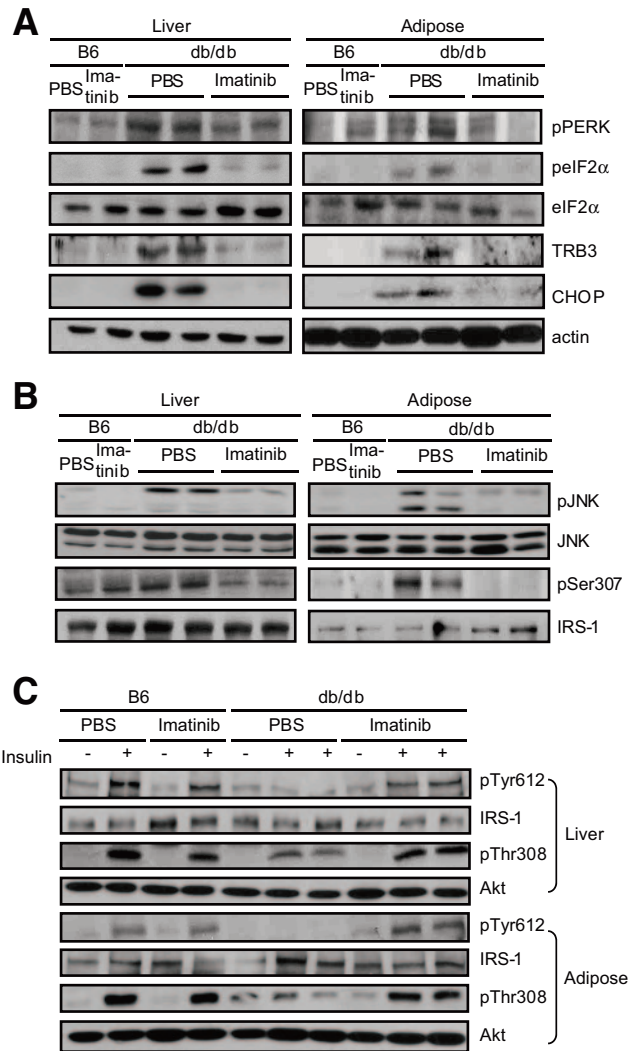 A
Liver
Adipose
B6
db/db
B6
db/db
PBS
Ima-
tinib
PBS
Imatinib
PBS
Ima-
tinib
PBS
Imatinib
pPERK
peIF2α
eIF2α
TRB3
CHOP
actin
B
Liver
Adipose
B6
db/db
B6
db/db
PBS
Ima-
tinib
PBS
Imatinib
PBS
Ima-
tinib
PBS
Imatinib
pJNK
JNK
pSer307
IRS-1
C
B6
db/db
PBS
Imatinib
PBS
Imatinib
Insulin - + - + - + + - + +
pTyr612
IRS-1
pThr308
Akt
Liver
pTyr612
IRS-1
pThr308
Akt
Adipose